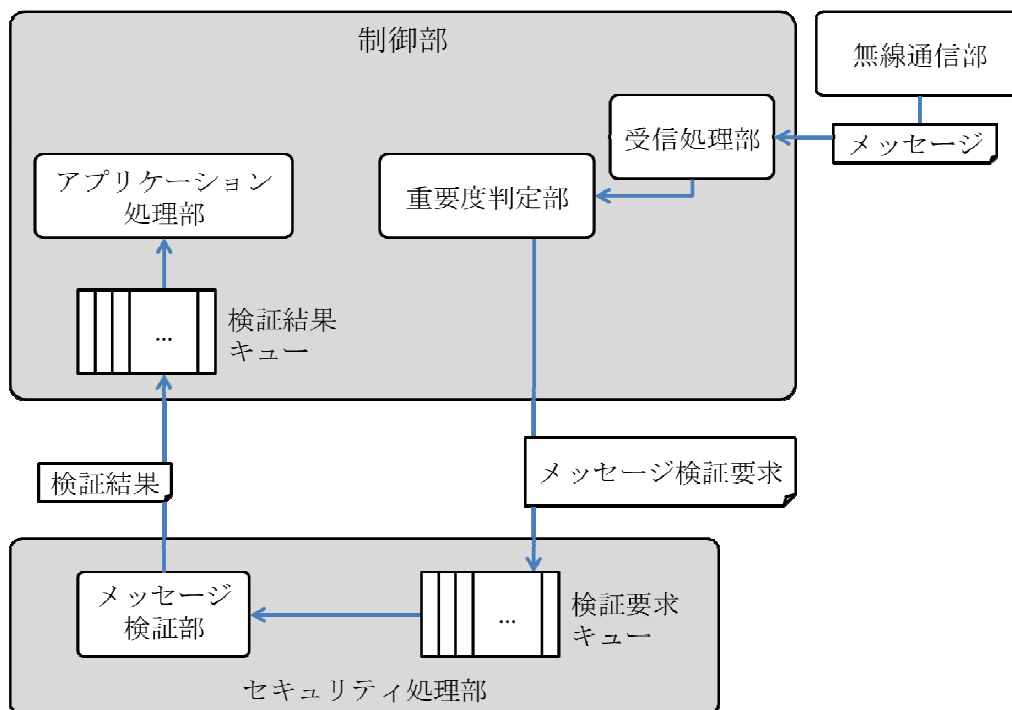 制御部
無線通信部
メッセージ
受信処理部
重要度判定部
アプリケーション
処理部
...
検証結果
キュー
検証結果
メッセージ検証要求
メッセージ
検証部
...
検証要求
キュー
セキュリティ処理部